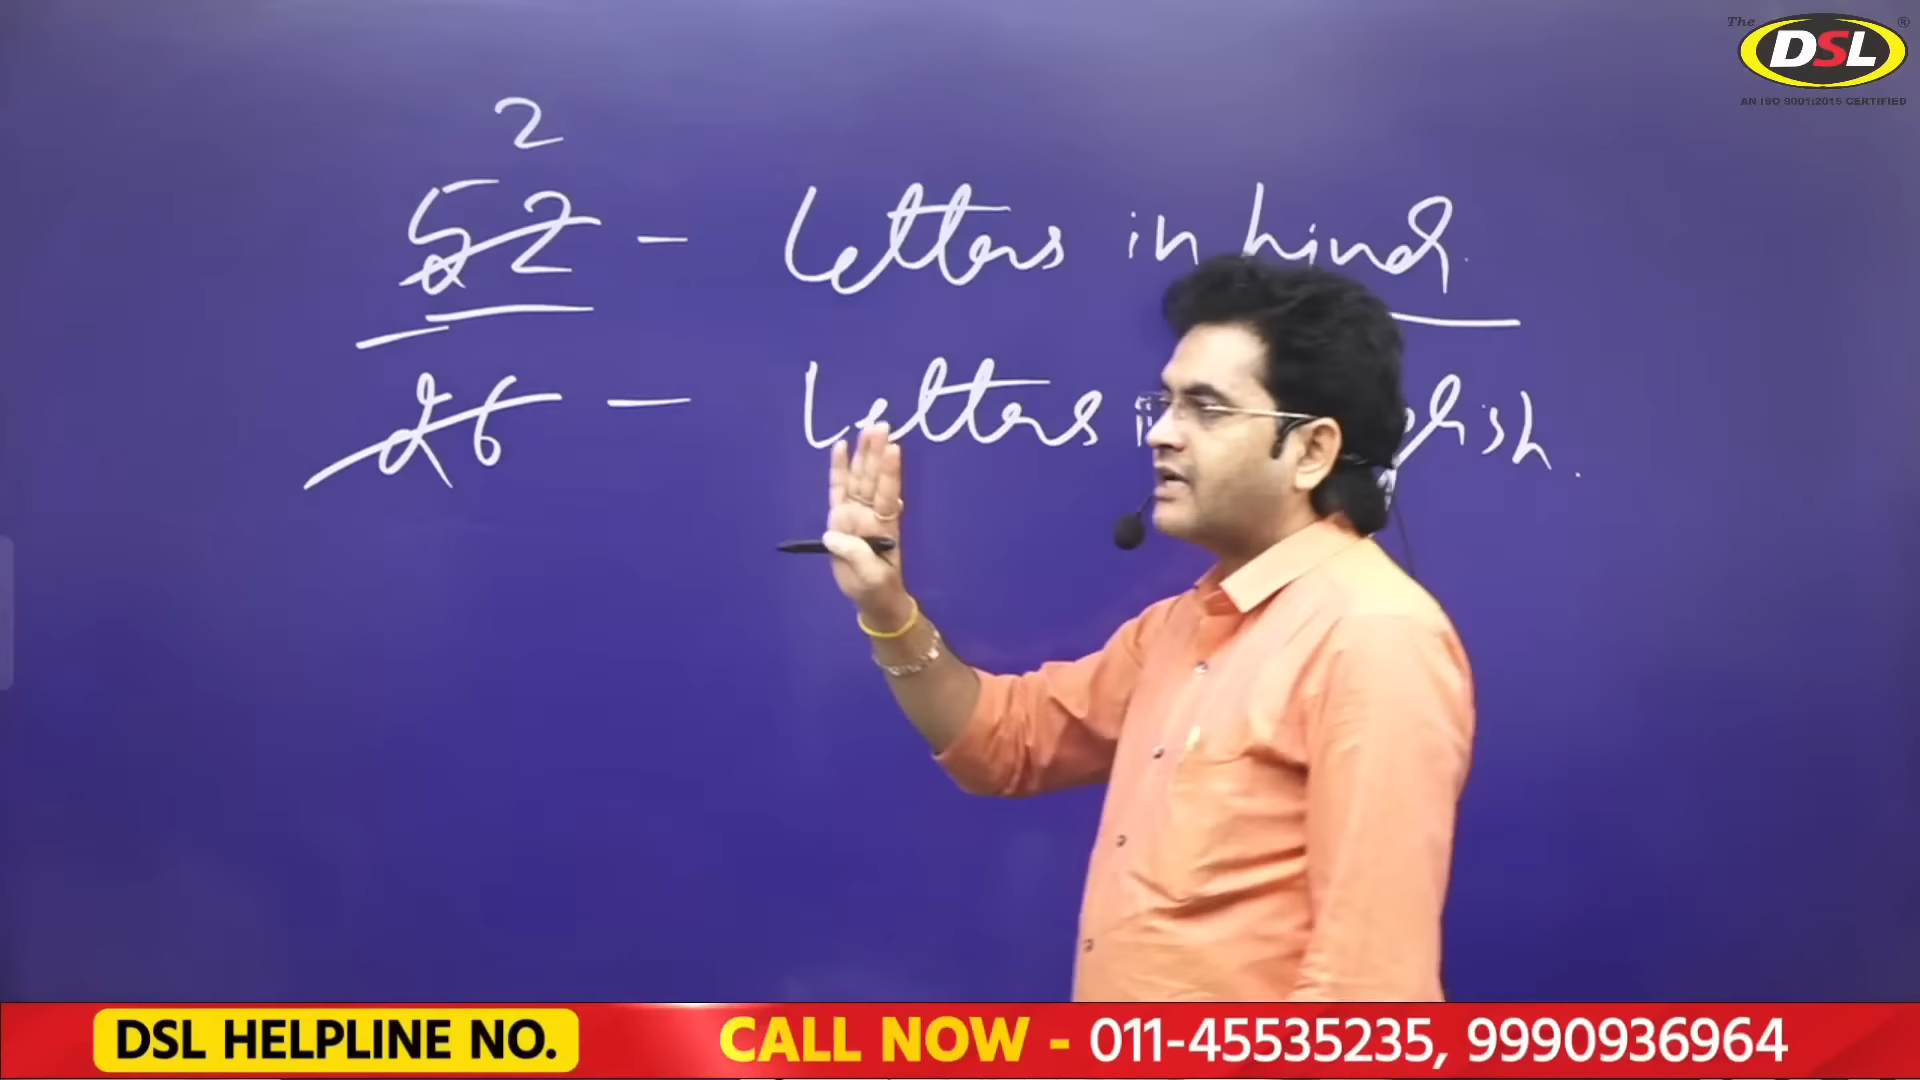 The
®
DSL
AN ISO 9001:2015 CERTIFIED
2
52 - Letters in hindi
26 - Letters in
DSL HELPLINE NO.
CALL NOW - 011-45535235, 9990936964